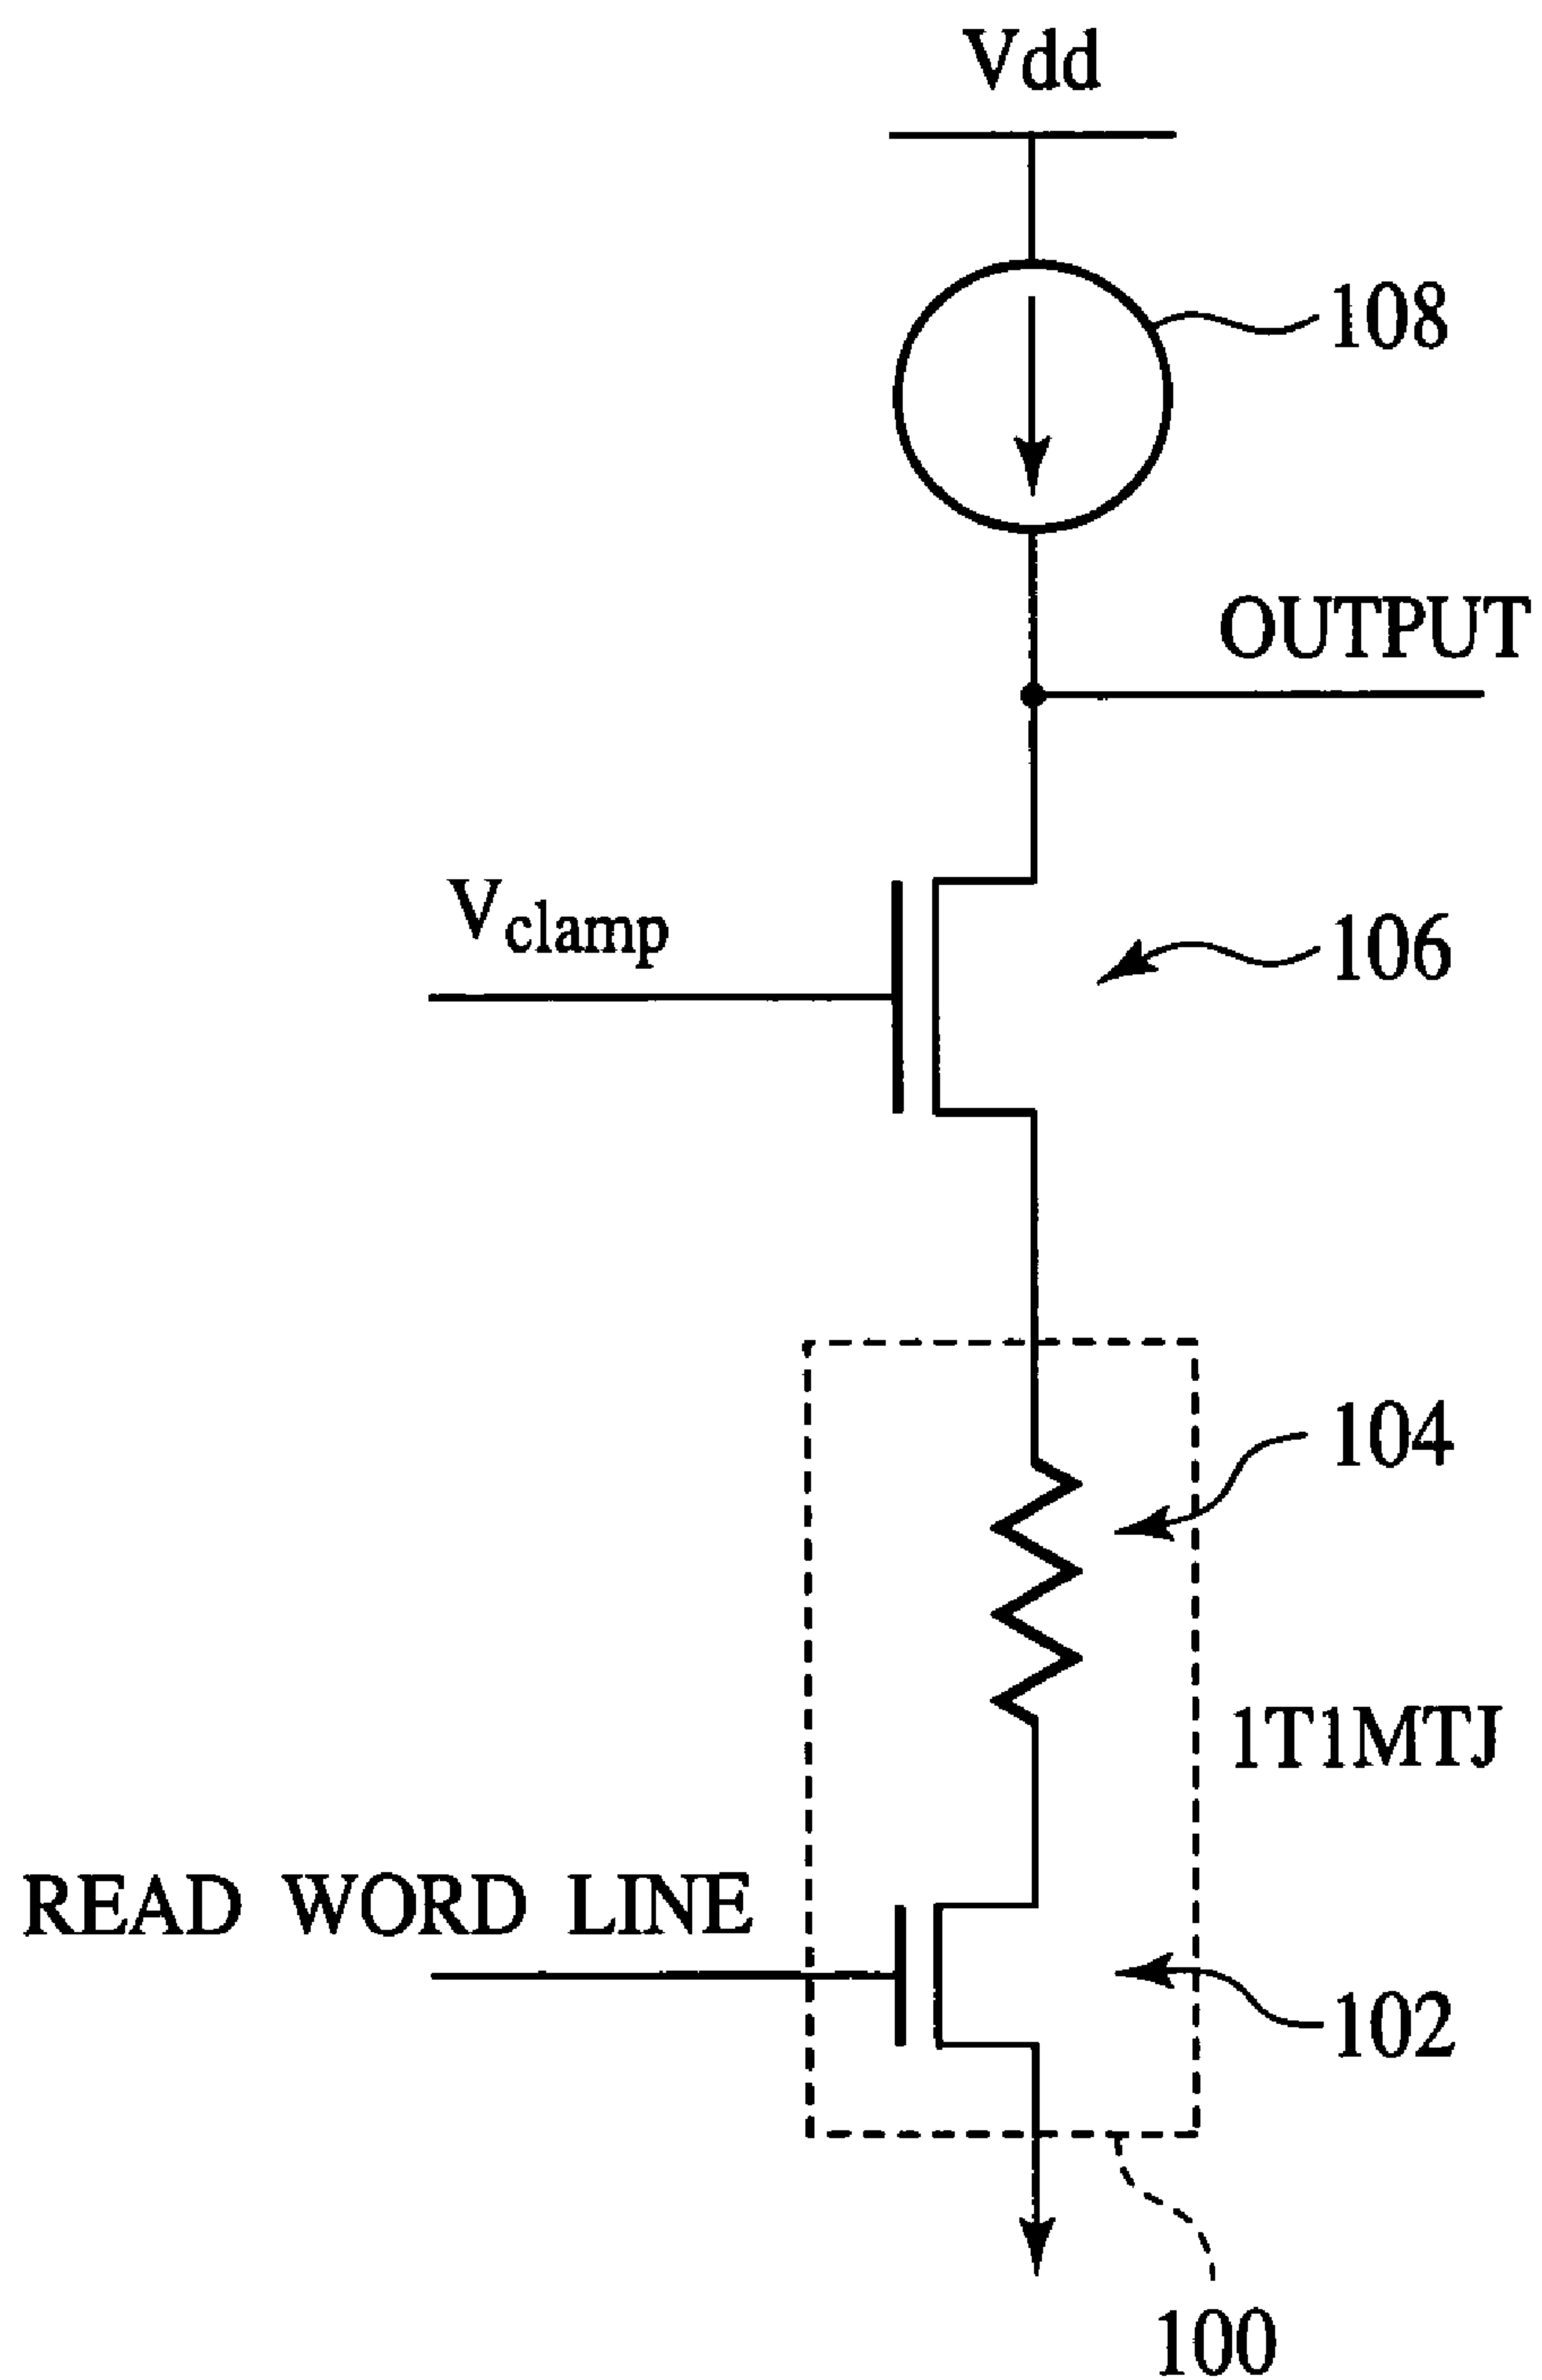 Vdd
108
OUTPUT
Vclamp
106
104
1T1MTJ
READ WORD LINE
102
100